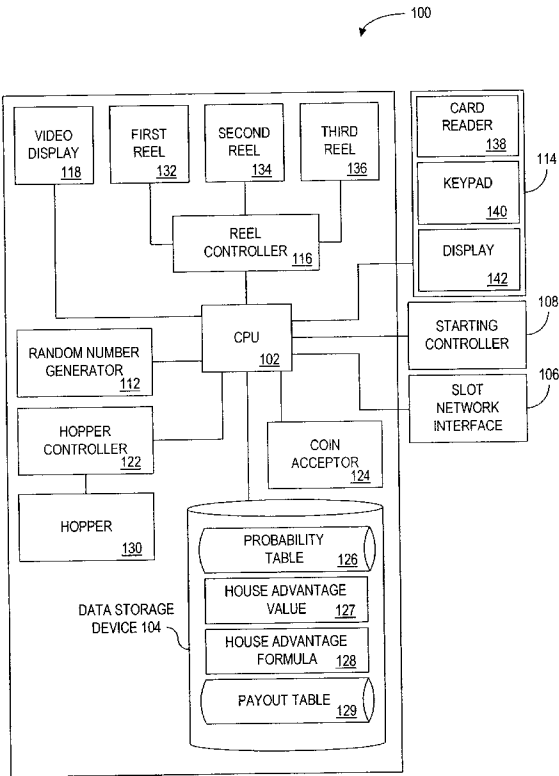 100
VIDEO
DISPLAY
118
FIRST
REEL
132
SECOND
REEL
134
THIRD
REEL
136
CARD
READER
138
KEYPAD
140
DISPLAY
142
114
REEL
CONTROLLER
116
CPU
102
RANDOM NUMBER
GENERATOR
112
STARTING
CONTROLLER
108
SLOT
NETWORK
INTERFACE
106
HOPPER
CONTROLLER
122
COIN
ACCEPTOR
124
HOPPER
130
PROBABILITY
TABLE
126
HOUSE ADVANTAGE
VALUE
127
DATA STORAGE
DEVICE 104
HOUSE ADVANTAGE
FORMULA
128
PAYOUT TABLE
129